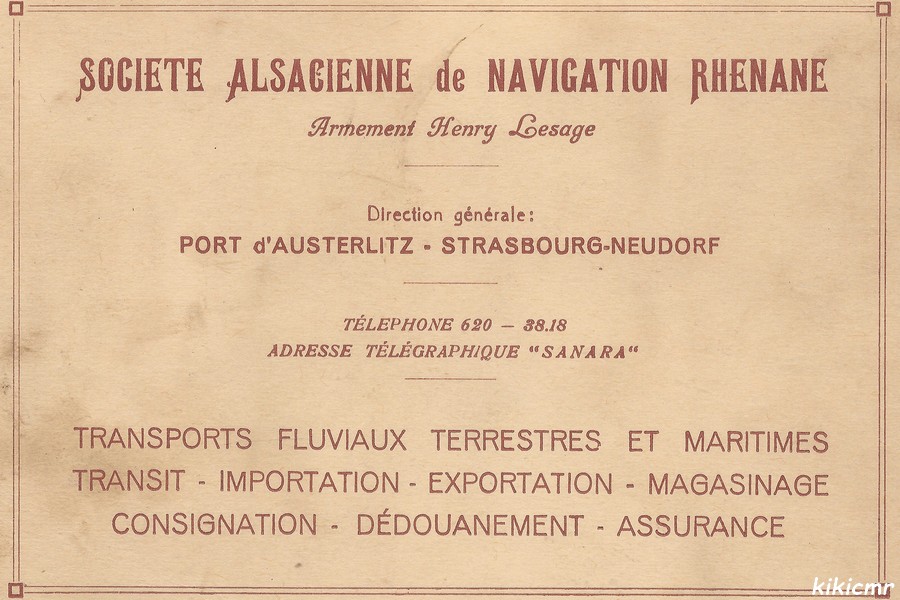 SOCIETE ALSACIENNE de NAVIGATION RHENANE
Armement Henry Lesage
Direction générale:
PORT d'AUSTERLITZ - STRASBOURG-NEUDORF
TÉLEPHONE 620 — 38.18
ADRESSE TÉLÉGRAPHIQUE “SANARA“
TRANSPORTS FLUVIAUX TERRESTRES ET MARITIMES
TRANSIT - IMPORTATION - EXPORTATION - MAGASINAGE
CONSIGNATION - DÉDOUANEMENT - ASSURANCE
kikicmr